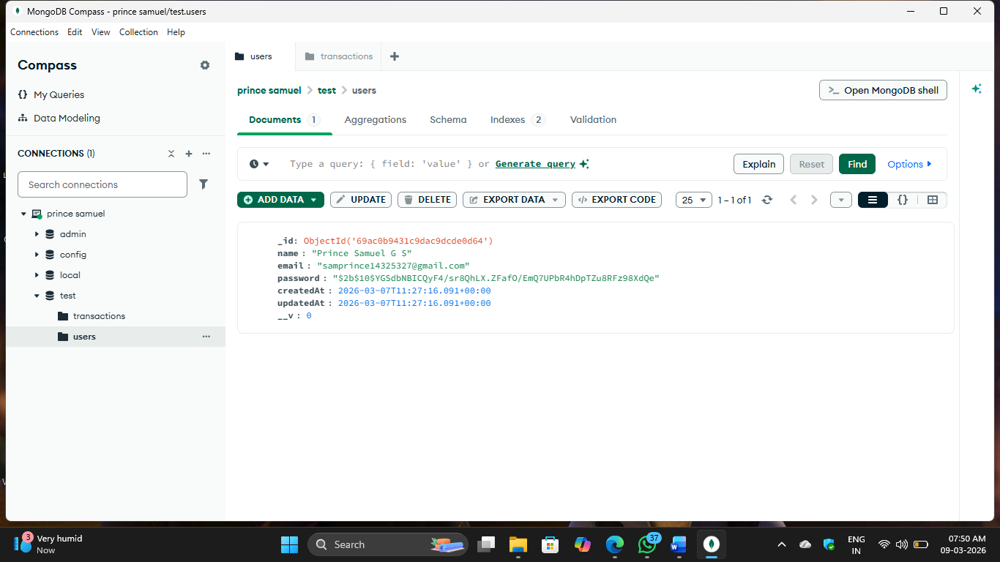 MongoDB Compass - prince samuel/test.users
Connections Edit View Collection Help
Compass
My Queries
Data Modeling
CONNECTIONS (1)
Search connections
prince samuel
admin
config
local
test
transactions
users
users transactions
prince samuel > test > users
>_ Open MongoDB shell
Documents 1 Aggregations Schema Indexes 2 Validation
Type a query: { field: 'value' } or Generate query
Explain Reset Find Options
ADD DATA UPDATE DELETE EXPORT DATA EXPORT CODE 25 1 – 1 of 1 {}
_id: ObjectId('69ac0b9431c9dac9dcde0d64')
name : "Prince Samuel G S"
email : "samprince14325327@gmail.com"
password : "$2b$10$YGSdbNBICQyF4/sr8QhLX.ZFafO/EmQ7UPbR4hDpTZu8RFz98XdQe"
createdAt : 2026-03-07T11:27:16.091+00:00
updatedAt : 2026-03-07T11:27:16.091+00:00
__v : 0
3 Very humid
Now
Search
37
ENG
IN
07:50 AM
09-03-2026